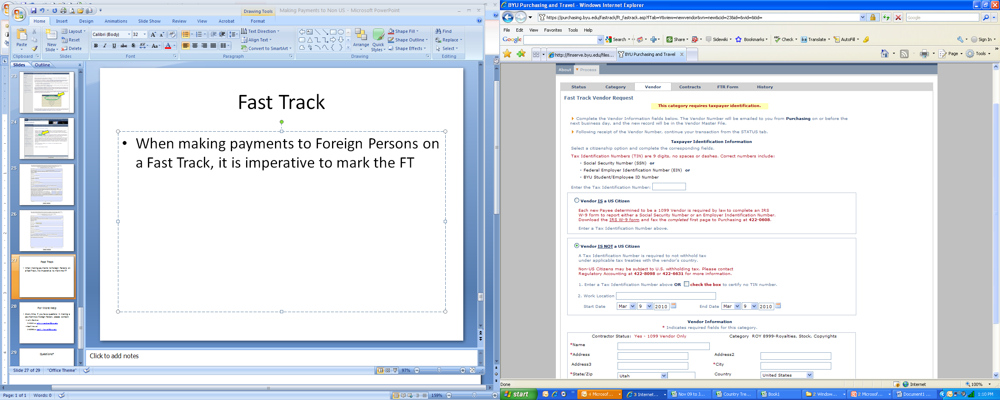 Making Payments to Non US - Microsoft PowerPoint
Drawing Tools
Home Insert Design Animations Slide Show Review View Acrobat Format
Paste
Clipboard
New Slide
Layout
Reset
Delete
Slides
Calibri (Body) 32
B I U abc S AV Aa A
Font
Text Direction
Align Text
Convert to SmartArt
Paragraph
Arrange
Quick Styles
Shape Fill
Shape Outline
Shape Effects
Drawing
Find
Replace
Select
Editing
Slides Outline
23
24
25
26
27
Fast Track
When making payments to Foreign Persons on
a Fast Track, it is imperative to mark the FT
28
For More Help
At any time, if you have questions in making a
payment to a Foreign Person, please contact:
29
Questions?
Fast Track
• When making payments to Foreign Persons on
a Fast Track, it is imperative to mark the FT
Click to add notes
Slide 27 of 29 "Office Theme" 97%
Page: 1 of 1 Words: 0 159%
BYU Purchasing and Travel - Windows Internet Explorer
https://purchasing.byu.edu/fastrack/ft_fastrack.asp?fTab=V&view=newvendor&vn=new&cid=23&id=&vid=&tid=
Google
File Edit View Favorites Tools Help
Google Search Share Sidewiki Bookmarks Check Translate AutoFill Sign In
http://finserve.byu.edu/files... BYU Purchasing and Travel Page Tools
About Process
Status Category Vendor Contracts FTR Form History
Fast Track Vendor Request
This category requires taxpayer identification.
Complete the Vendor Information fields below. The Vendor Number will be emailed to you from Purchasing on or before the
next business day, and the new record will be in the Vendor Master File.
Following receipt of the Vendor Number, continue your transaction from the STATUS tab.
Taxpayer Identification Information
Select a citizenship option and complete the corresponding fields.
Tax Identification Numbers (TIN) are 9 digits, no spaces or dashes. Correct numbers include:
Social Security Number (SSN) or
Federal Employer Identification Number (EIN) or
BYU Student/Employee ID Number
Enter the Tax Identification Number:
Vendor IS a US Citizen
Each new Payee determined to be a 1099 Vendor is required by law to complete an IRS
W-9 form to report either a Social Security Number or an Employer Indentification Number.
Download the IRS W-9 form and fax the completed first page to Purchasing at 422-0608.
Enter a Tax Identification Number above.
Vendor IS NOT a US Citizen
A Tax Identification Number is required to not withhold tax
under applicable tax treaties with the vendor's country.
Non-US Citizens may be subject to U.S. withholding tax. Please contact
Regulatory Accounting at 422-8098 or 422-6631 for more information.
1. Enter a Tax Identification Number above OR check the box to certify no TIN number.
2. Work Location
Start Date Mar 9 2010 End Date Mar 9 2010
Vendor Information
* Indicates required fields for this category.
Contractor Status: Yes - 1099 Vendor Only Category ROY 8999-Royalties, Stock, Copyrights
*Name
*Address Address2
Address3 *City
*State/Zip Utah Country United States
Done Internet 100%
start 4 Microsof... 3 Internet... Nov 09 to J... Country Tre... Book1 2 Window... 2 Microsof... Document1 ... 1:10 PM